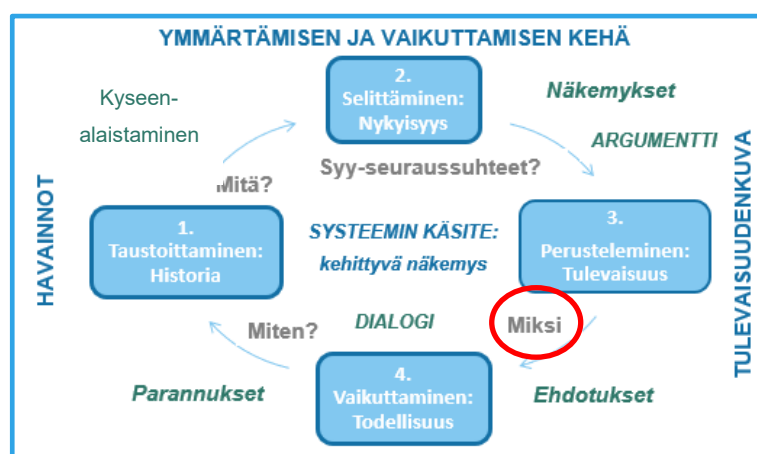 YMMÄRTÄMISEN JA VAIKUTTAMISEN KEHÄ
Kyseen-
alaistaminen
2.
Selittäminen:
Nykyisyys
Näkemykset
ARGUMENTTI
Mitä?
Syy-seuraussuhteet?
HAVAINNOT
1.
Taustoittaminen:
Historia
SYSTEEMIN KÄSITE:
kehittyvä näkemys
3.
Perusteleminen:
Tulevaisuus
TULEVAISUUDENKUVA
Miten?
DIALOGI
Miksi
Parannukset
4.
Vaikuttaminen:
Todellisuus
Ehdotukset